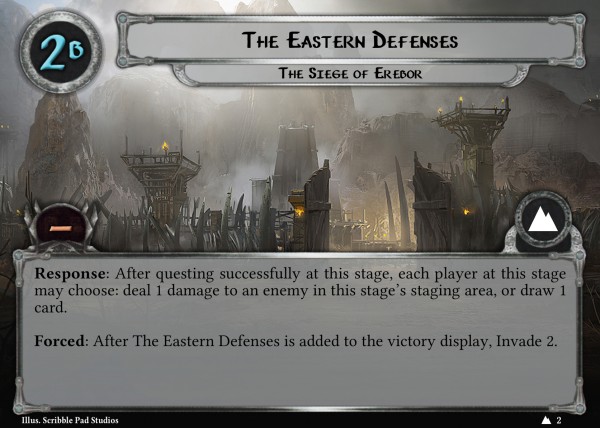 2B
The Eastern Defenses
The Siege of Erebor
–
Response: After questing successfully at this stage, each player at this stage
may choose: deal 1 damage to an enemy in this stage's staging area, or draw 1
card.
Forced: After The Eastern Defenses is added to the victory display, Invade 2.
Illus. Scribble Pad Studios
2